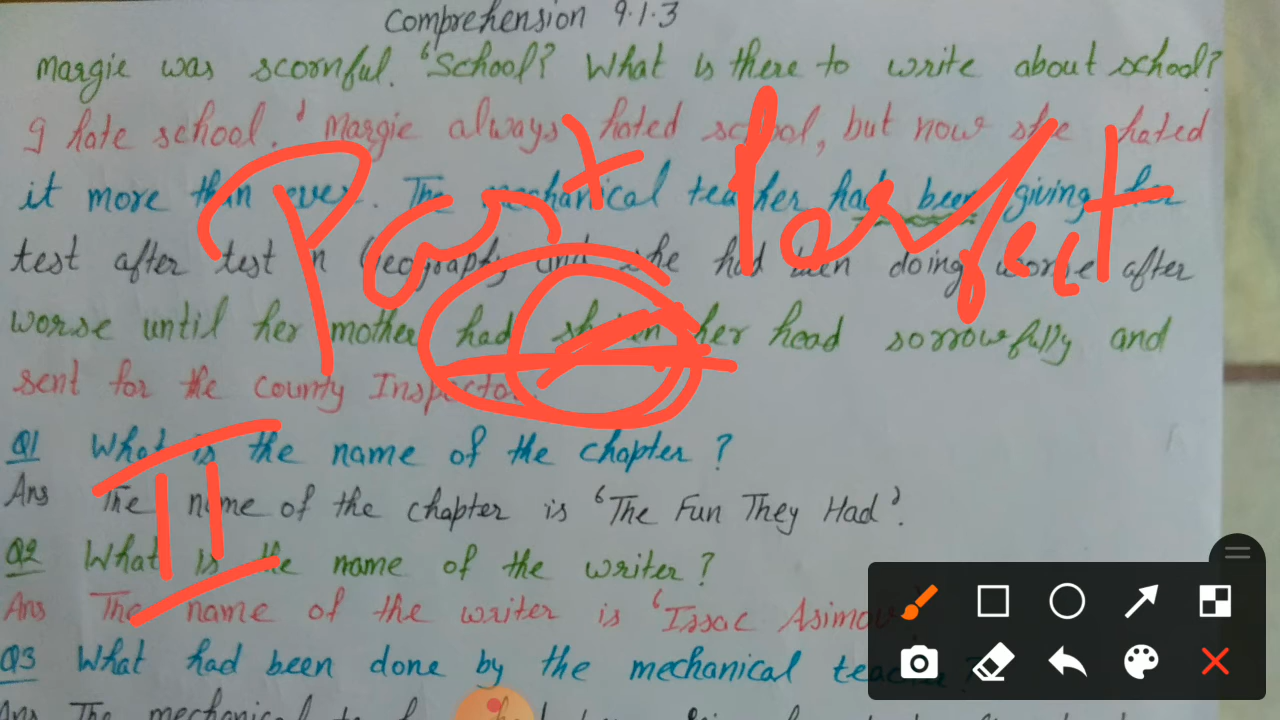 Comprehension 9.1.3
Margie was scornful. 'School? What is there to write about school?
I hate school.' Margie always hated school, but now she hated
it more than ever. The mechanical teacher had been giving her
test after test in Geography and she had been doing worse after
worse until her mother had shaken her head sorrowfully and
sent for the County Inspector.
Past Perfect
II
Q1 What is the name of the chapter?
Ans The name of the chapter is 'The Fun They Had'.
Q2 What is the name of the writer?
Ans The name of the writer is 'Issac Asimov'
Q3 What had been done by the mechanical teacher?
Ans The mechanical